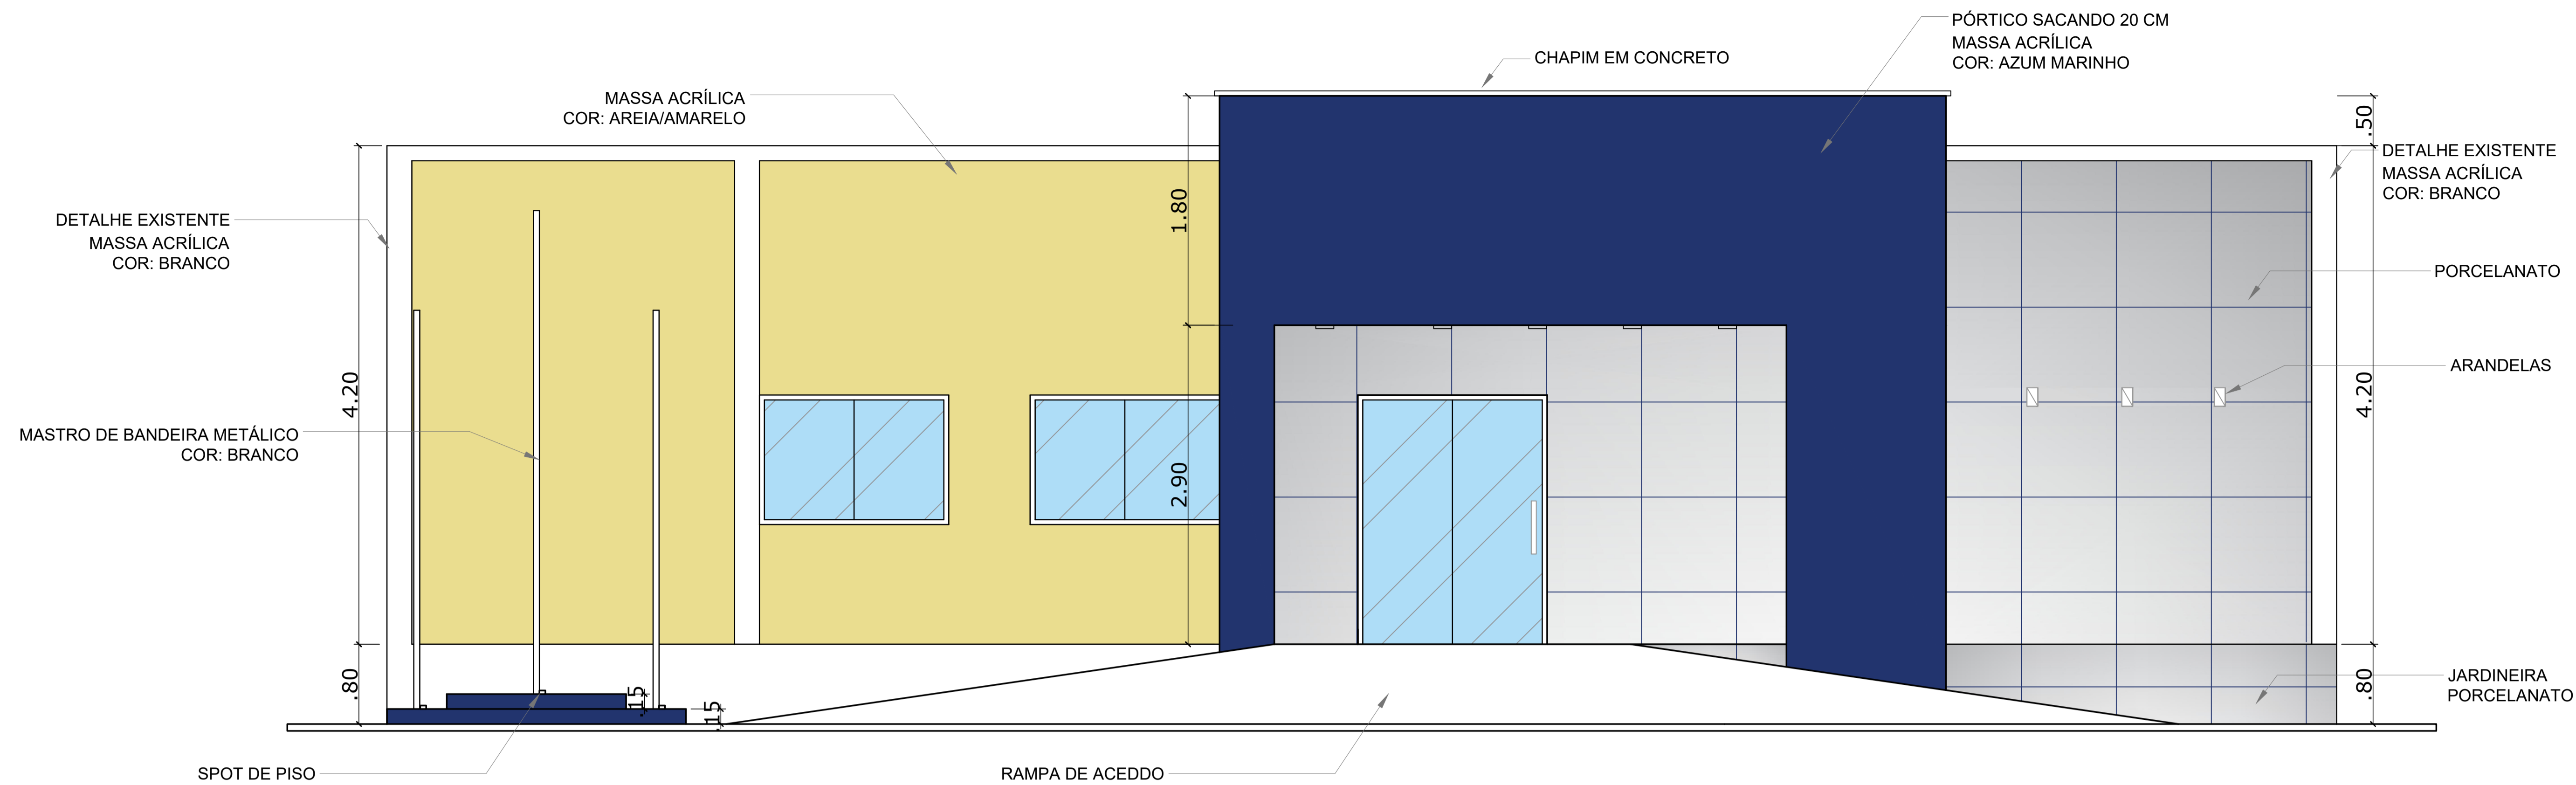 PÓRTICO SACANDO 20 CM
MASSA ACRÍLICA
COR: AZUM MARINHO
CHAPIM EM CONCRETO
MASSA ACRÍLICA
COR: AREIA/AMARELO
.50
DETALHE EXISTENTE
MASSA ACRÍLICA
COR: BRANCO
1.80
DETALHE EXISTENTE
MASSA ACRÍLICA
COR: BRANCO
PORCELANATO
ARANDELAS
4.20
4.20
MASTRO DE BANDEIRA METÁLICO
COR: BRANCO
2.90
.80
.15
.15
.80
JARDINEIRA
PORCELANATO
SPOT DE PISO
RAMPA DE ACEDDO